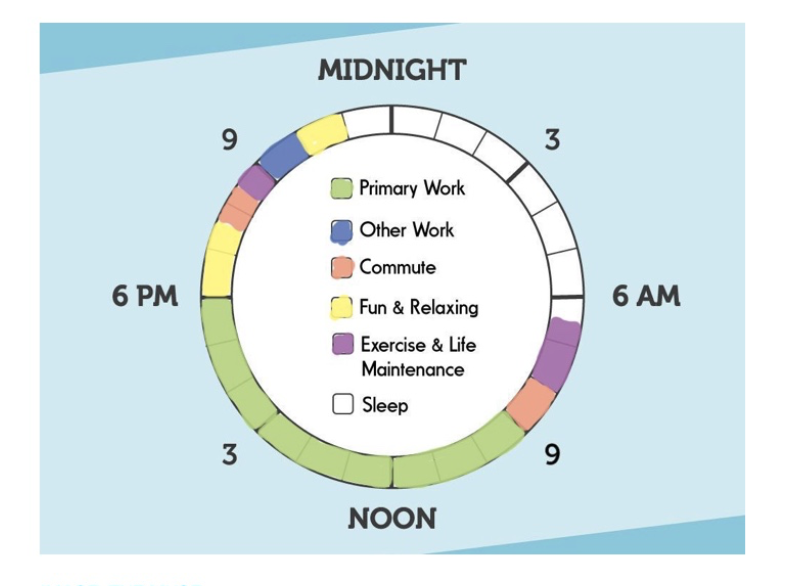 MIDNIGHT
9
3
Primary Work
Other Work
Commute
6 PM
6 AM
Fun & Relaxing
Exercise & Life
Maintenance
Sleep
3
9
NOON